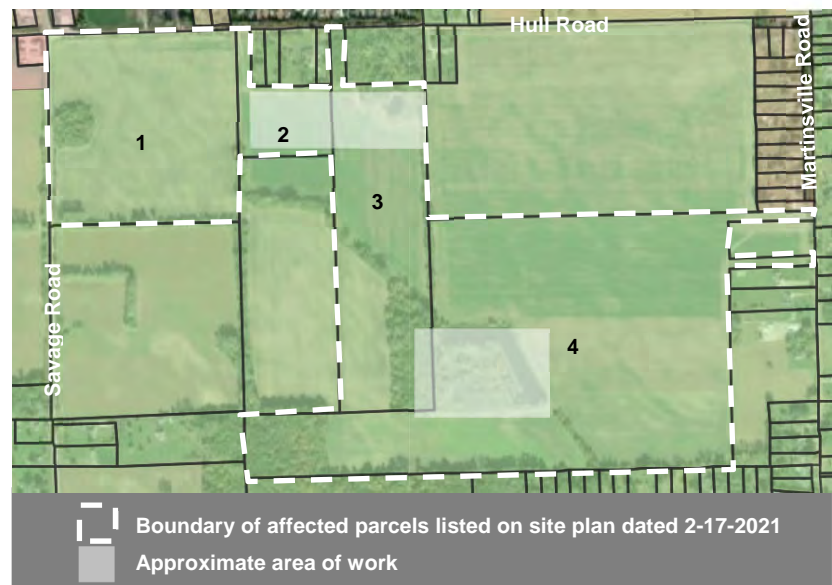 Hull Road
Martinsville Road
1
2
3
Savage Road
4
Boundary of affected parcels listed on site plan dated 2-17-2021
Approximate area of work